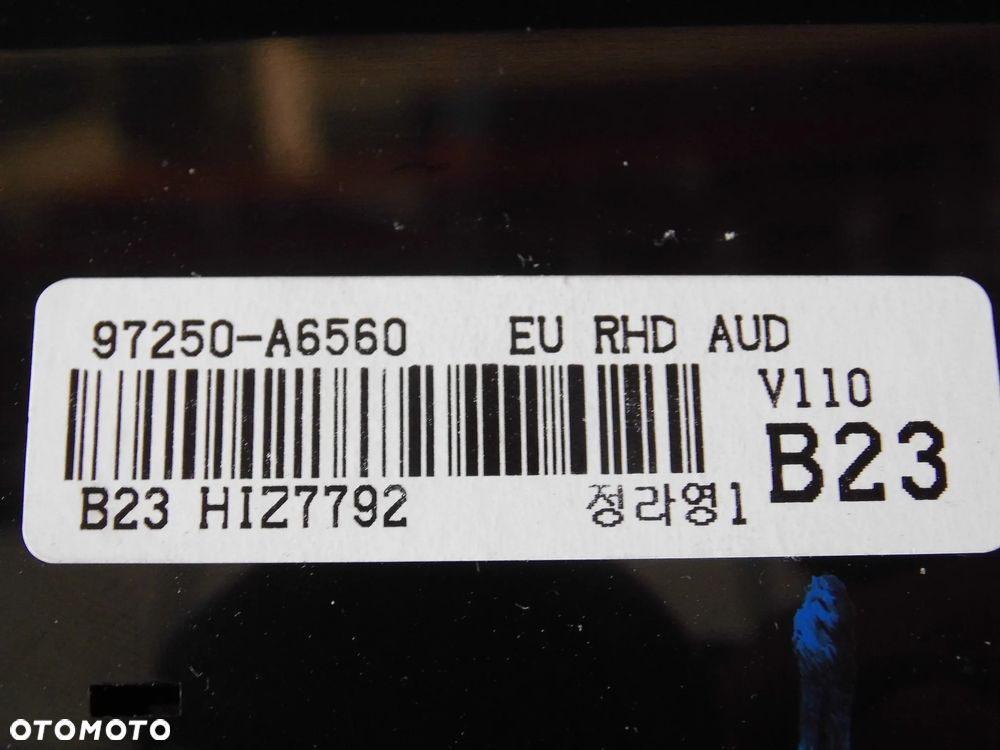 97250-A6560 EU RHD AUD
V110
B23
B23 HIZ7792 정라영1
OTOMOTO